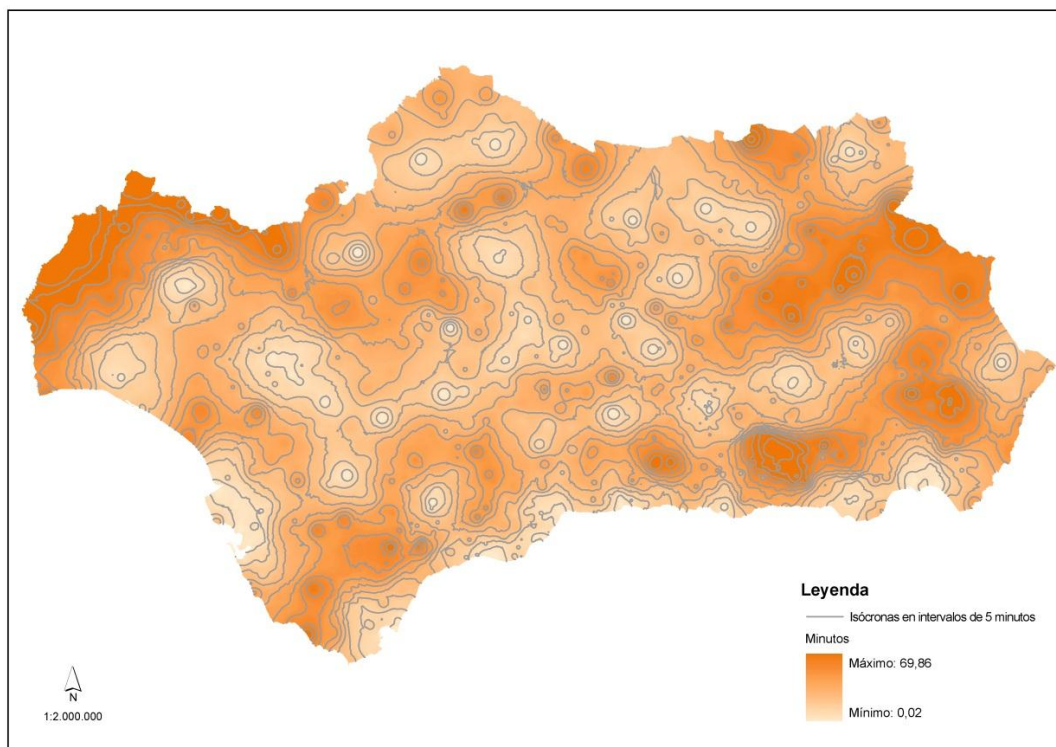 Leyenda
Isócronas en intervalos de 5 minutos
Minutos
Máximo: 69,86
Mínimo: 0,02
N
1:2.000.000